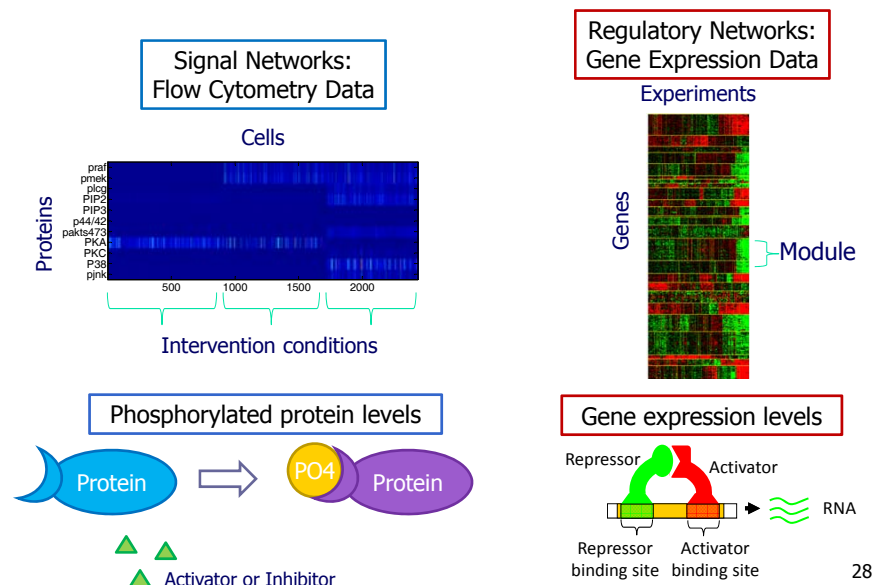 Signal Networks:
Flow Cytometry Data
Cells
Proteins
praf
pmek
plcg
PIP2
PIP3
p44/42
pakts473
PKA
PKC
P38
pjnk
500 1000 1500 2000
Intervention conditions
Regulatory Networks:
Gene Expression Data
Experiments
Genes
Module
Phosphorylated protein levels
Protein
PO4
Protein
Activator or Inhibitor
Gene expression levels
Repressor
Activator
RNA
Repressor
binding site
Activator
binding site
28